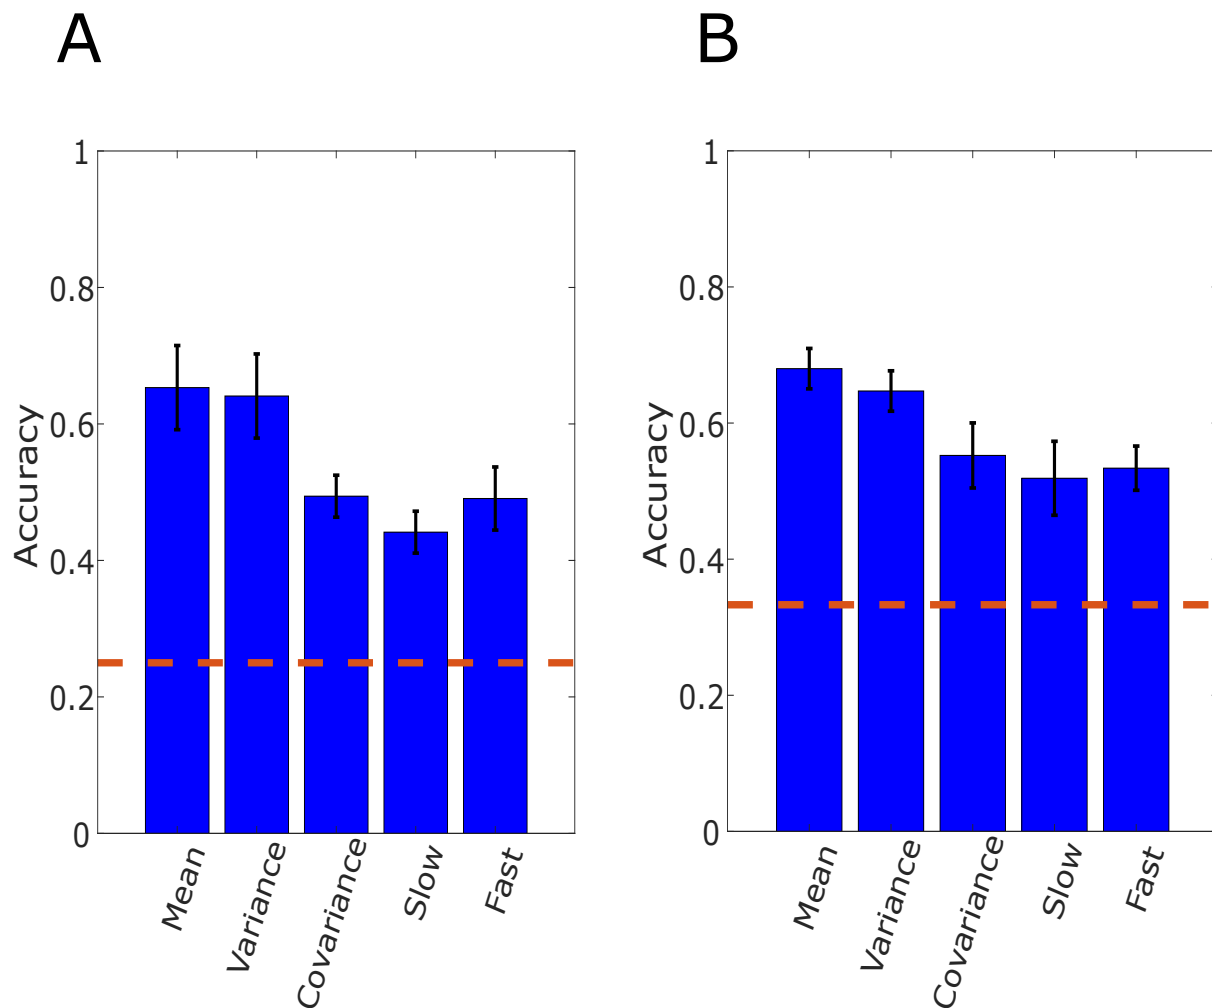 A
1
0.8
0.6
0.4
0.2
0
Accuracy
Mean
Variance
Covariance
Slow
Fast
B
1
0.8
0.6
0.4
0.2
0
Accuracy
Mean
Variance
Covariance
Slow
Fast